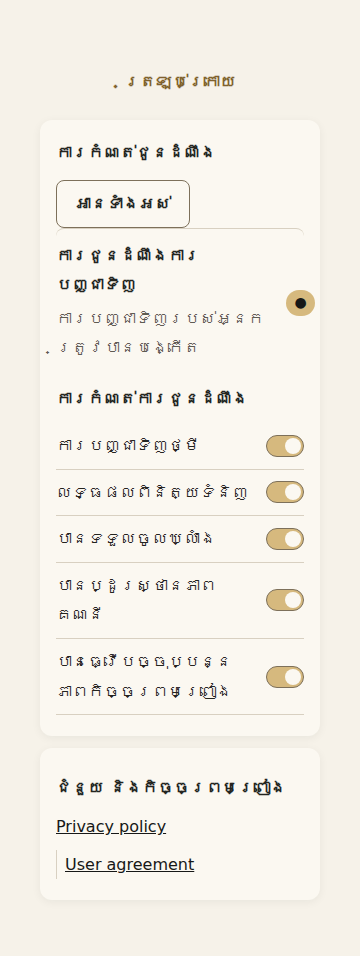 ត្រឡប់ក្រោយ
ការកំណត់ជូនដំណឹង
អានទាំងអស់
ការជូនដំណឹងការ
បញ្ជាទិញ
ការបញ្ជាទិញរបស់អ្នក
ត្រូវបានបង្កើត
ការកំណត់ការជូនដំណឹង
ការបញ្ជាទិញថ្មី
លទ្ធផលពិនិត្យទំនិញ
បានទទួលចូលឃ្លាំង
បានប្ដូរស្ថានភាព
គណនី
បានធ្វើបច្ចុប្បន្ន
ភាពកិច្ចព្រមព្រៀង
ជំនួយ និងកិច្ចព្រមព្រៀង
Privacy policy
User agreement